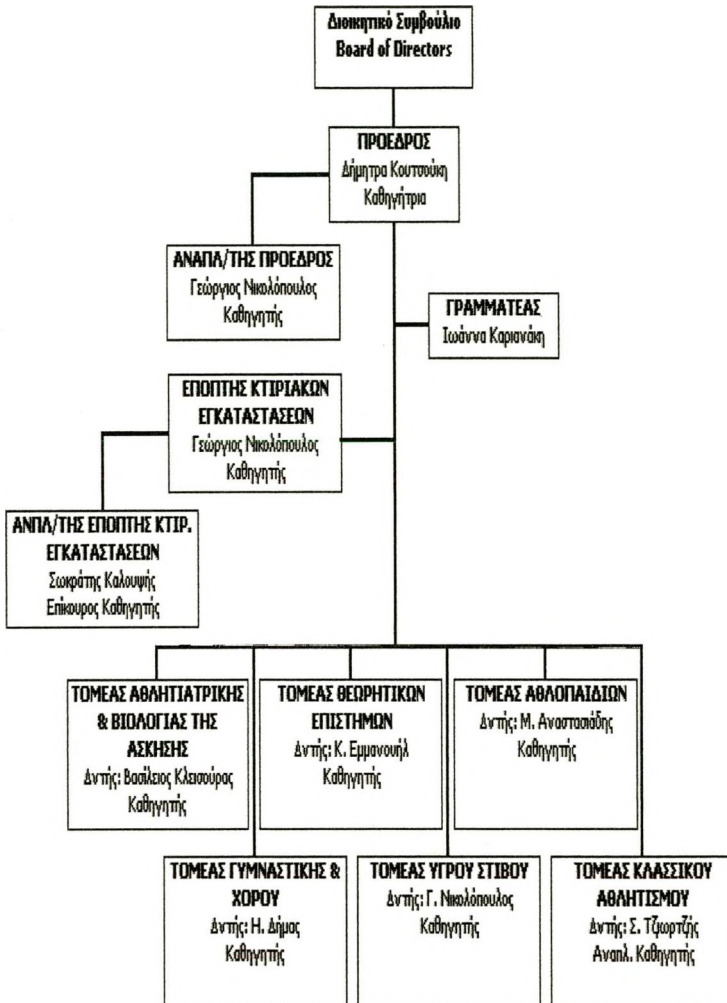 Διοικητικό Συμβούλιο
Board of Directors
ΠΡΟΕΔΡΟΣ
Δήμητρα Κουτσούκη
Καθηγήτρια
ΑΝΑΠΛ/ΤΗΣ ΠΡΟΕΔΡΟΣ
Γεώργιος Νικολόπουλος
Καθηγητής
ΓΡΑΜΜΑΤΕΑΣ
Ιωάννα Καριανάκη
ΕΠΟΠΤΗΣ ΚΤΙΡΙΑΚΩΝ
ΕΓΚΑΤΑΣΤΑΣΕΩΝ
Γεώργιος Νικολόπουλος
Καθηγητής
ΑΝΠΛ/ΤΗΣ ΕΠΟΠΤΗΣ ΚΤΙΡ.
ΕΓΚΑΤΑΣΤΑΣΕΩΝ
Σωκράτης Καλουψής
Επίκουρος Καθηγητής
ΤΟΜΕΑΣ ΑΘΛΗΤΙΑΤΡΙΚΗΣ
& ΒΙΟΛΟΓΙΑΣ ΤΗΣ
ΑΣΚΗΣΗΣ
Δντής: Βασίλειος Κλεισούρας
Καθηγητής
ΤΟΜΕΑΣ ΘΕΩΡΗΤΙΚΩΝ
ΕΠΙΣΤΗΜΩΝ
Δντής: Κ. Εμμανουήλ
Καθηγητής
ΤΟΜΕΑΣ ΑΘΛΟΠΑΙΔΙΩΝ
Δντής: Μ. Αναστασιάδης
Καθηγητής
ΤΟΜΕΑΣ ΓΥΜΝΑΣΤΙΚΗΣ &
ΧΟΡΟΥ
Δντής: Η. Δήμας
Καθηγητής
ΤΟΜΕΑΣ ΥΓΡΟΥ ΣΤΙΒΟΥ
Δντής: Γ. Νικολόπουλος
Καθηγητής
ΤΟΜΕΑΣ ΚΛΑΣΣΙΚΟΥ
ΑΘΛΗΤΙΣΜΟΥ
Δντής: Σ. Τζιωρτζής
Αναπλ. Καθηγητής